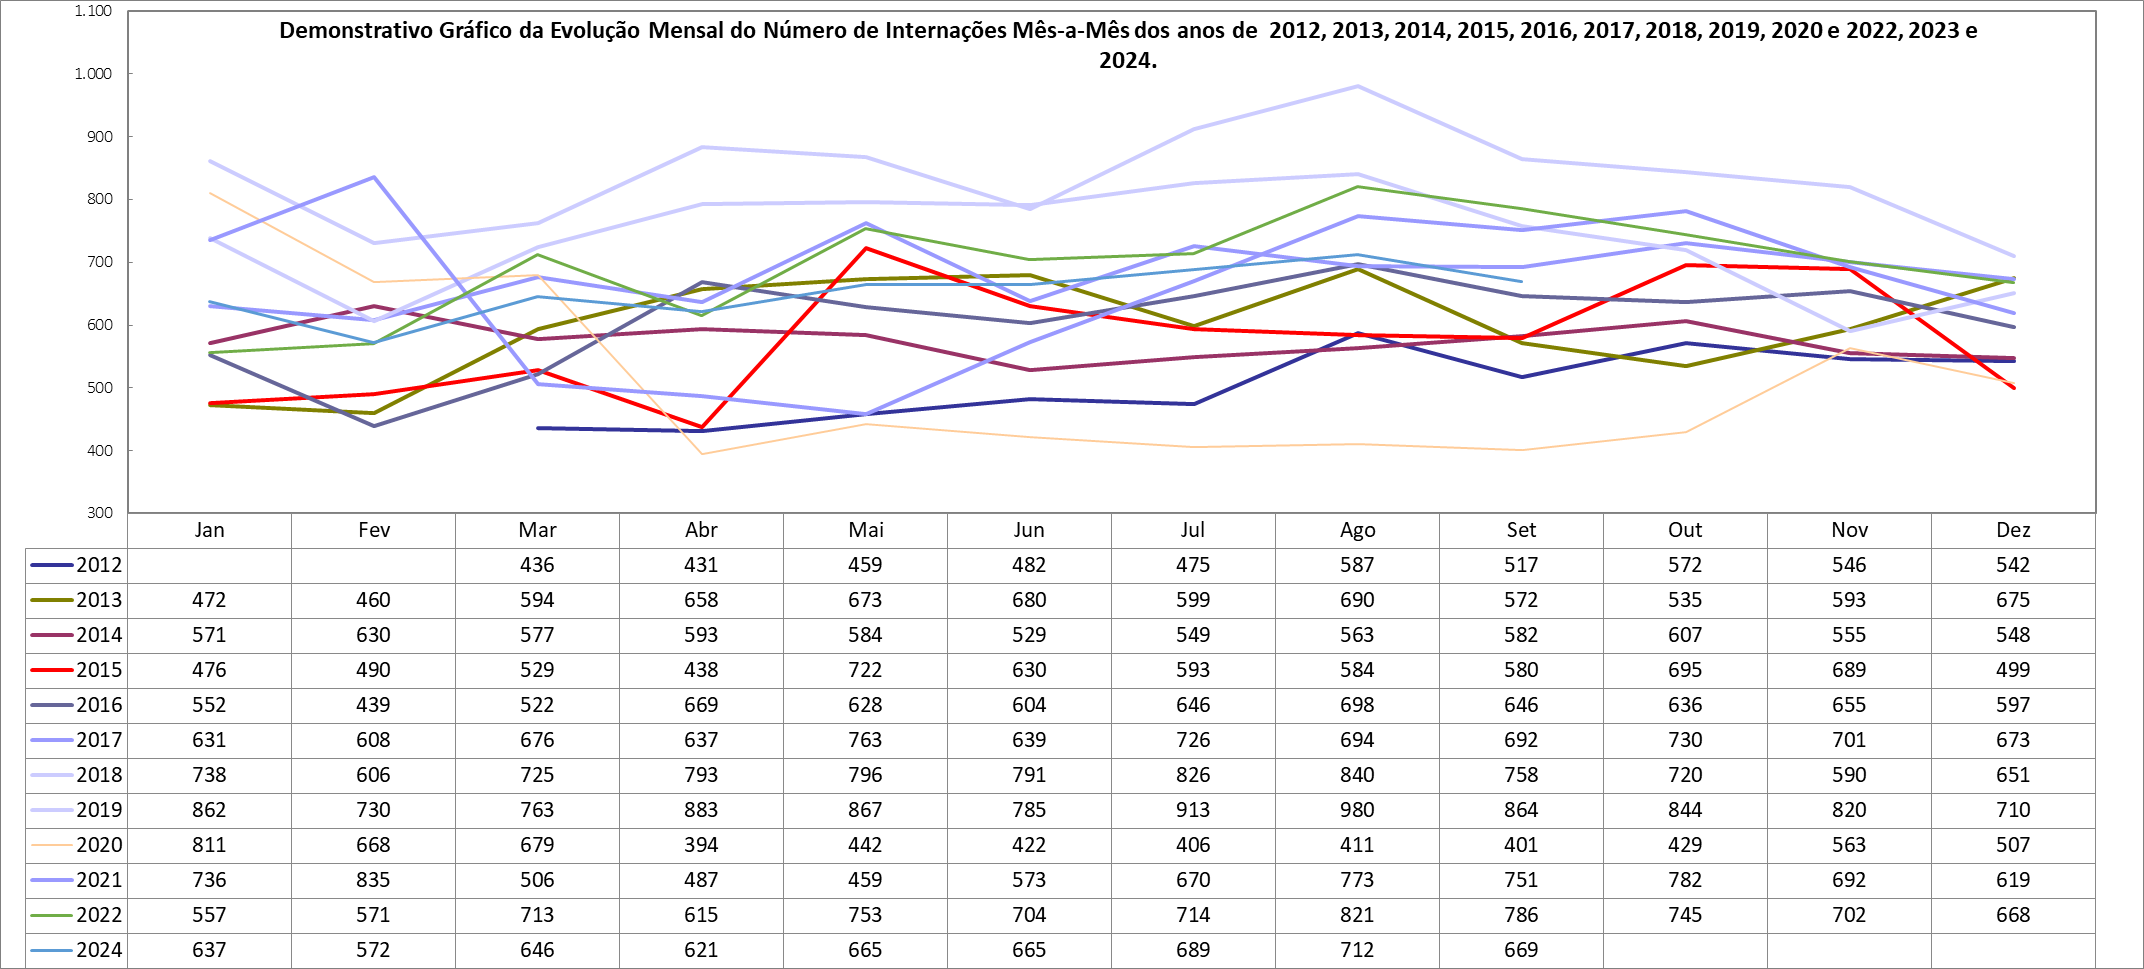 Demonstrativo Gráfico da Evolução Mensal do Número de Internações Mês-a-Mês dos anos de 2012, 2013, 2014, 2015, 2016, 2017, 2018, 2019, 2020 e 2022, 2023 e
2024.
1.100
1.000
900
800
700
600
500
400
300
Jan Fev Mar Abr Mai Jun Jul Ago Set Out Nov Dez
2012 436 431 459 482 475 587 517 572 546 542
2013 472 460 594 658 673 680 599 690 572 535 593 675
2014 571 630 577 593 584 529 549 563 582 607 555 548
2015 476 490 529 438 722 630 593 584 580 695 689 499
2016 552 439 522 669 628 604 646 698 646 636 655 597
2017 631 608 676 637 763 639 726 694 692 730 701 673
2018 738 606 725 793 796 791 826 840 758 720 590 651
2019 862 730 763 883 867 785 913 980 864 844 820 710
2020 811 668 679 394 442 422 406 411 401 429 563 507
2021 736 835 506 487 459 573 670 773 751 782 692 619
2022 557 571 713 615 753 704 714 821 786 745 702 668
2024 637 572 646 621 665 665 689 712 669